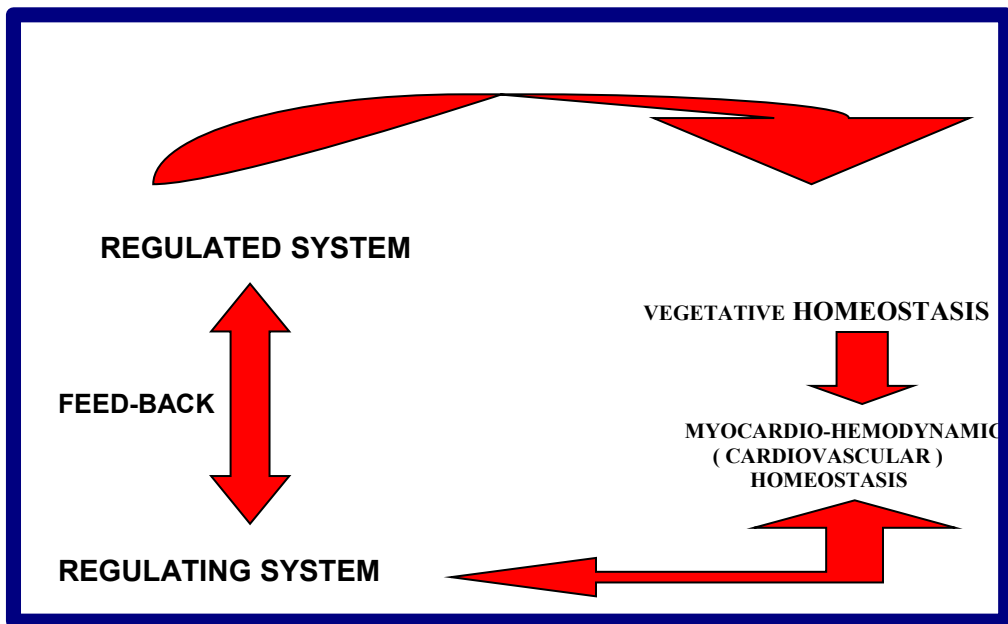 REGULATED SYSTEM
VEGETATIVE HOMEOSTASIS
FEED-BACK
MYOCARDIO-HEMODYNAMIC
( CARDIOVASCULAR )
HOMEOSTASIS
REGULATING SYSTEM